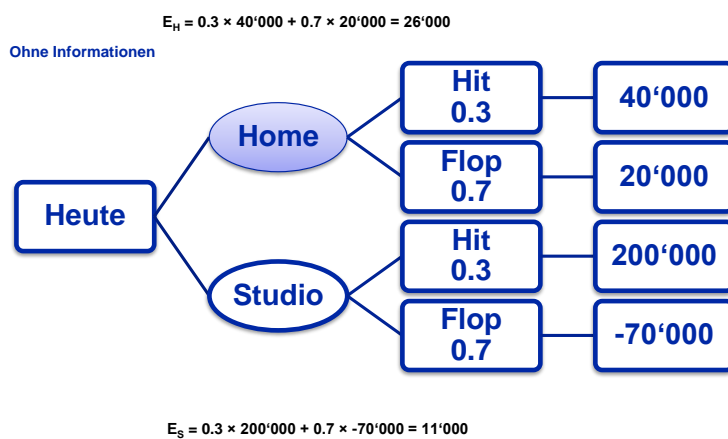 E_H = 0.3 × 40‘000 + 0.7 × 20‘000 = 26‘000
Ohne Informationen
Heute
Home
Hit
0.3
40‘000
Flop
0.7
20‘000
Studio
Hit
0.3
200‘000
Flop
0.7
-70‘000
E_S = 0.3 × 200‘000 + 0.7 × -70‘000 = 11‘000